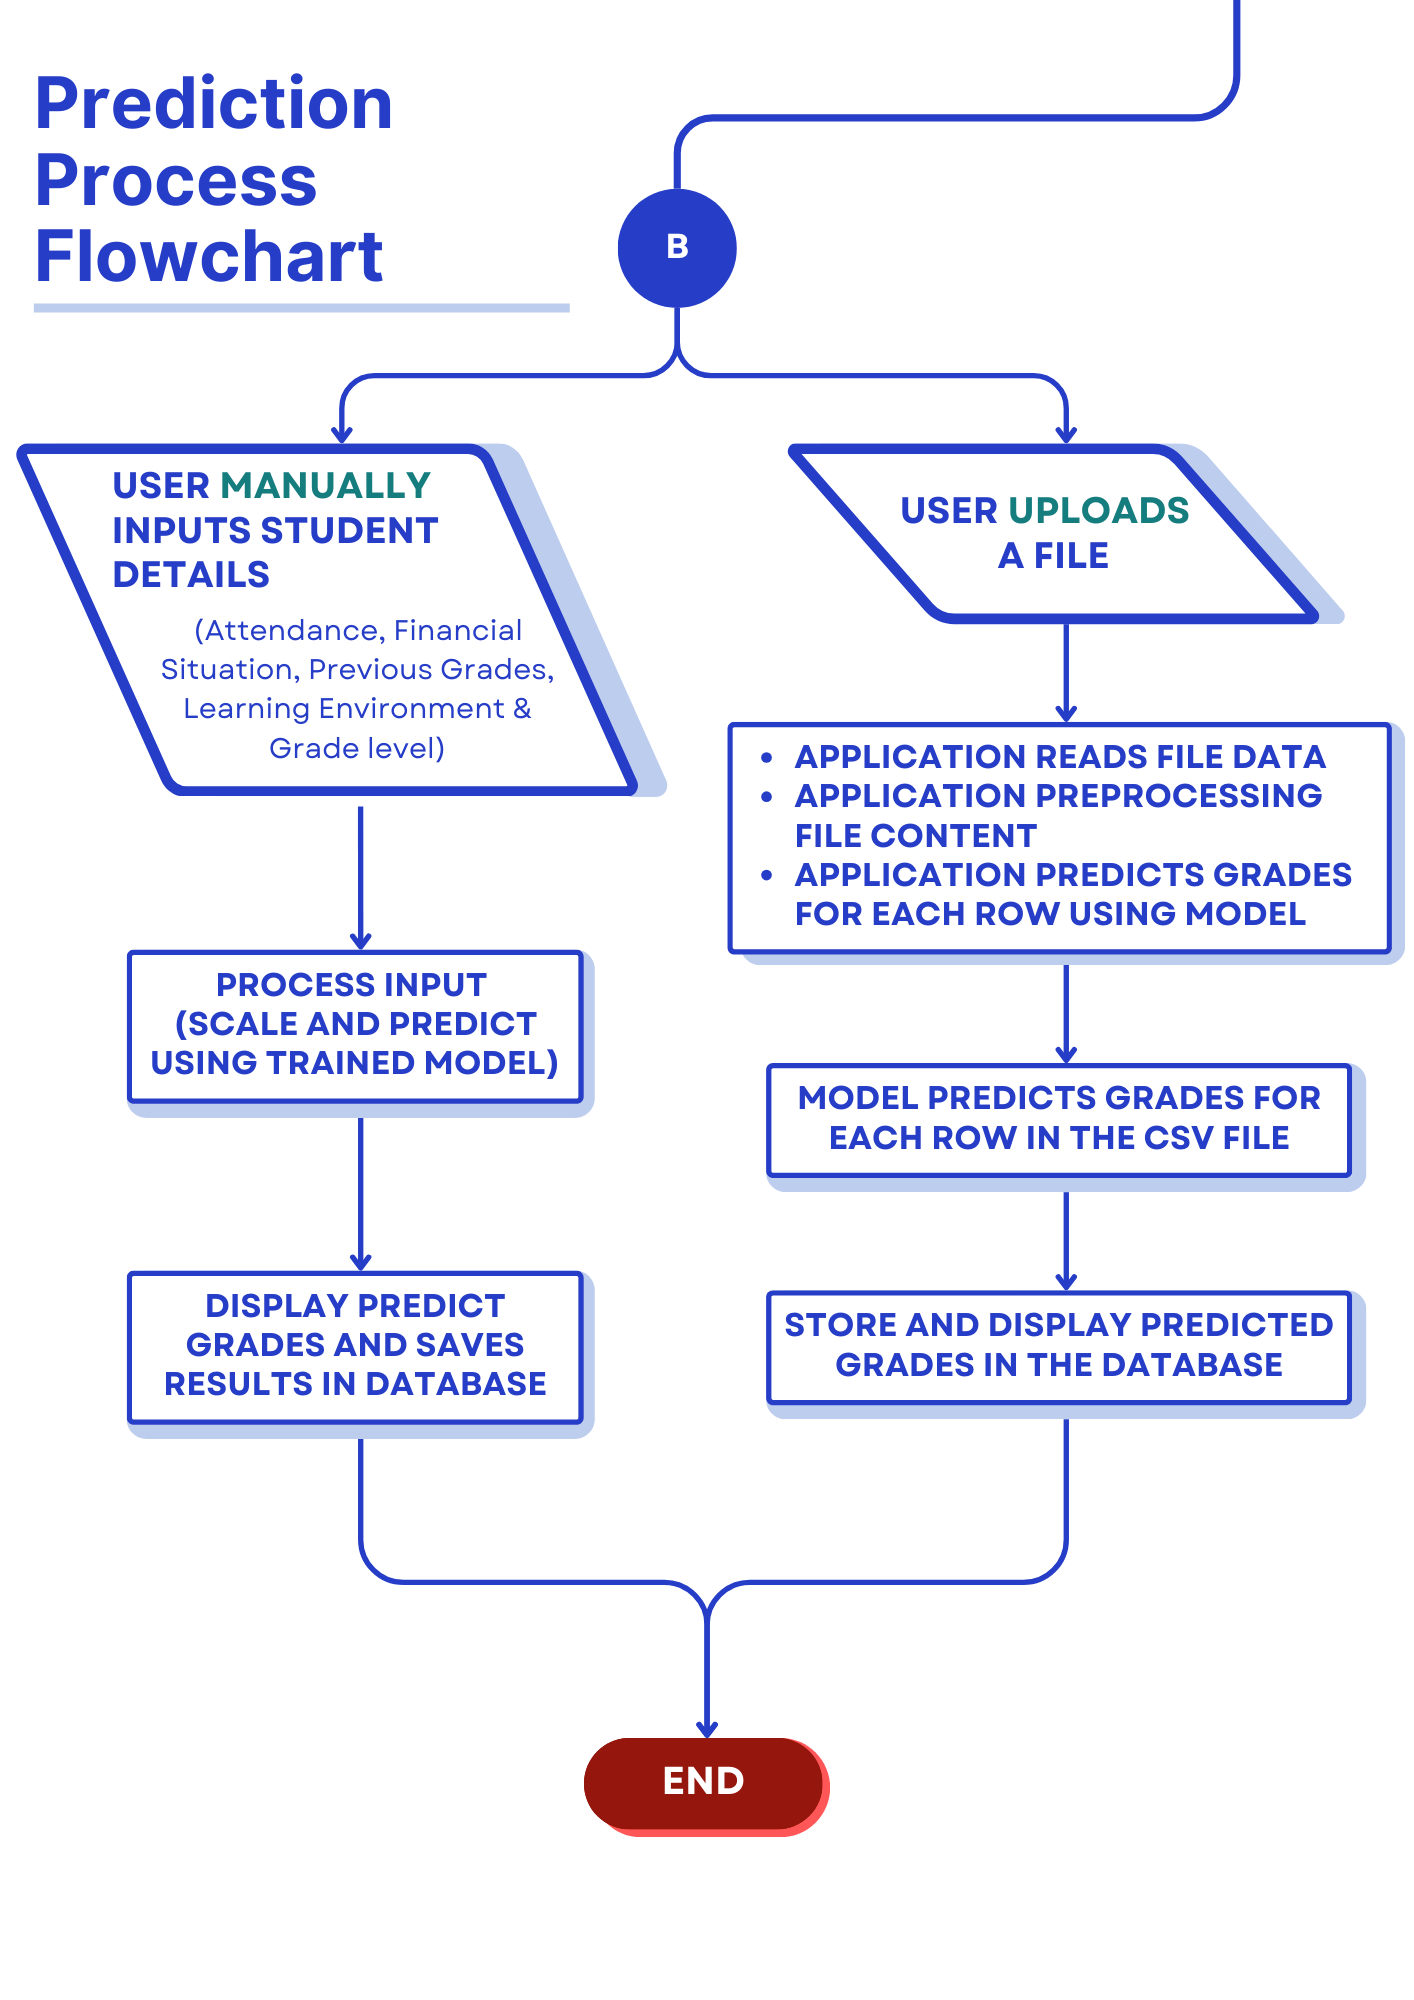 Prediction
Process
Flowchart
B
USER MANUALLY
INPUTS STUDENT
DETAILS
(Attendance, Financial
Situation, Previous Grades,
Learning Environment &
Grade level)
PROCESS INPUT
(SCALE AND PREDICT
USING TRAINED MODEL)
DISPLAY PREDICT
GRADES AND SAVES
RESULTS IN DATABASE
USER UPLOADS
A FILE
• APPLICATION READS FILE DATA
• APPLICATION PREPROCESSING
FILE CONTENT
• APPLICATION PREDICTS GRADES
FOR EACH ROW USING MODEL
MODEL PREDICTS GRADES FOR
EACH ROW IN THE CSV FILE
STORE AND DISPLAY PREDICTED
GRADES IN THE DATABASE
END